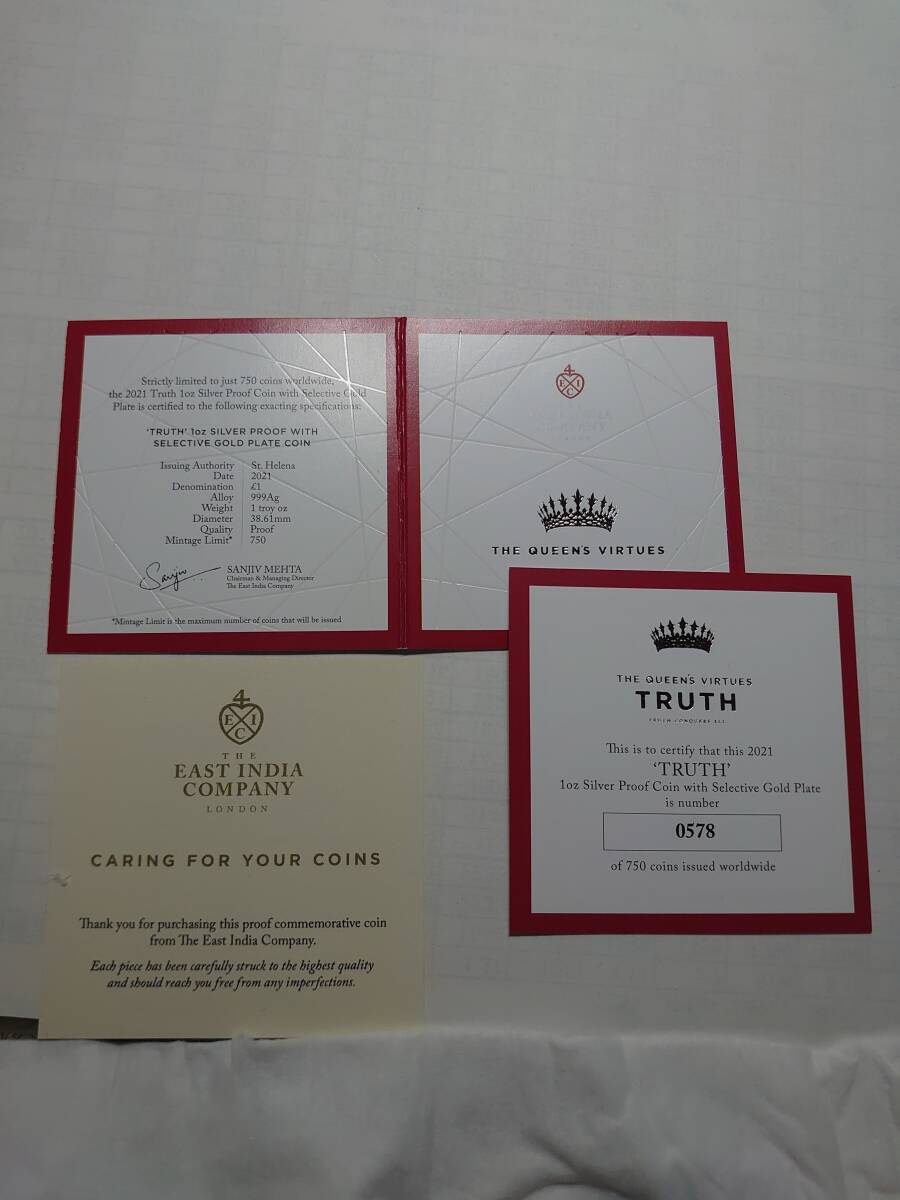 Strictly limited to just 750 coins worldwide,
the 2021 Truth 1oz Silver Proof Coin with Selective Gold
Plate is certified to the following exacting specifications:
‘TRUTH’ 1oz SILVER PROOF WITH
SELECTIVE GOLD PLATE COIN
Issuing Authority St. Helena
Date 2021
Denomination £1
Alloy 999Ag
Weight 1 troy oz
Diameter 38.61mm
Quality Proof
Mintage Limit* 750
Sanjiv
SANJIV MEHTA
Chairman & Managing Director
The East India Company
*Mintage Limit is the maximum number of coins that will be issued
4
E I
C
THE QUEEN'S VIRTUES
THE QUEEN'S VIRTUES
TRUTH
TRUTH CONQUERS ALL
This is to certify that this 2021
‘TRUTH’
1oz Silver Proof Coin with Selective Gold Plate
is number
0578
of 750 coins issued worldwide
4
E I
C
THE
EAST INDIA
COMPANY
LONDON
CARING FOR YOUR COINS
Thank you for purchasing this proof commemorative coin
from The East India Company.
Each piece has been carefully struck to the highest quality
and should reach you free from any imperfections.